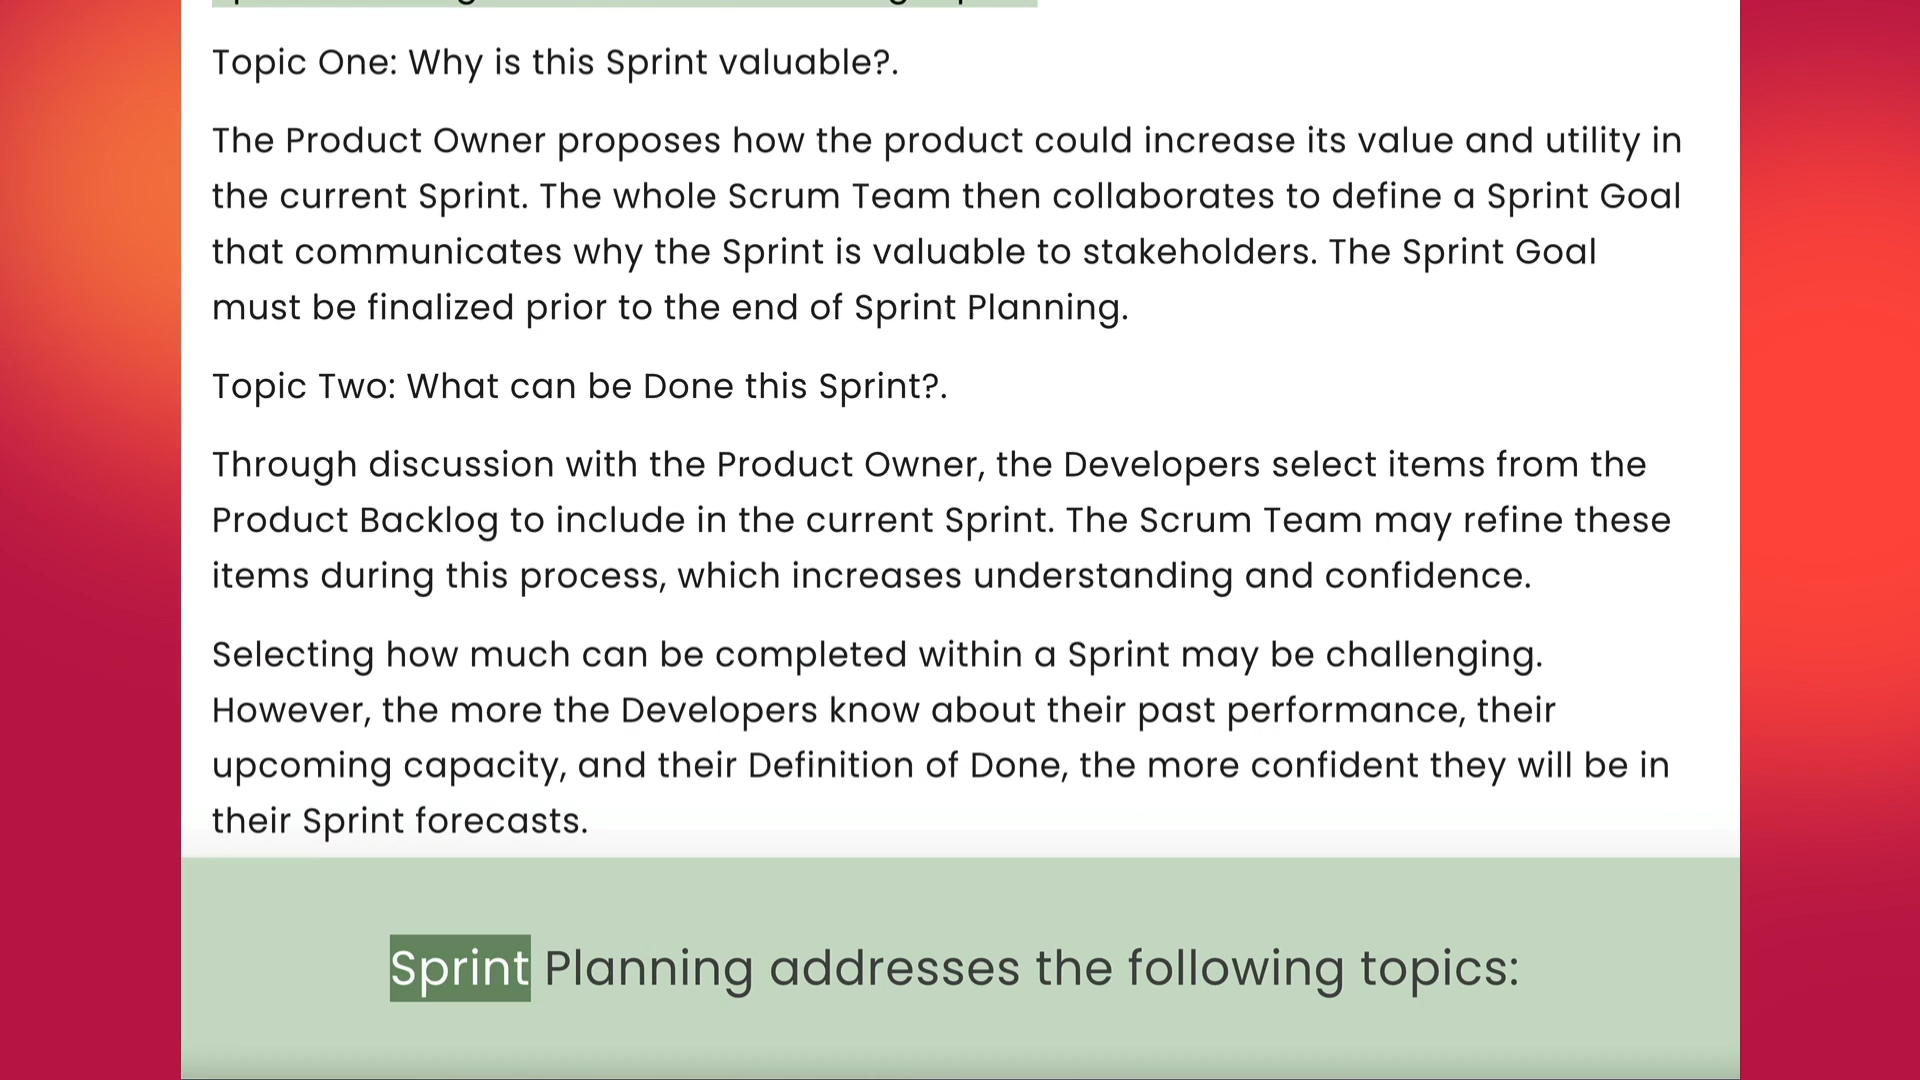 Topic One: Why is this Sprint valuable?.
The Product Owner proposes how the product could increase its value and utility in
the current Sprint. The whole Scrum Team then collaborates to define a Sprint Goal
that communicates why the Sprint is valuable to stakeholders. The Sprint Goal
must be finalized prior to the end of Sprint Planning.
Topic Two: What can be Done this Sprint?.
Through discussion with the Product Owner, the Developers select items from the
Product Backlog to include in the current Sprint. The Scrum Team may refine these
items during this process, which increases understanding and confidence.
Selecting how much can be completed within a Sprint may be challenging.
However, the more the Developers know about their past performance, their
upcoming capacity, and their Definition of Done, the more confident they will be in
their Sprint forecasts.
Sprint Planning addresses the following topics: